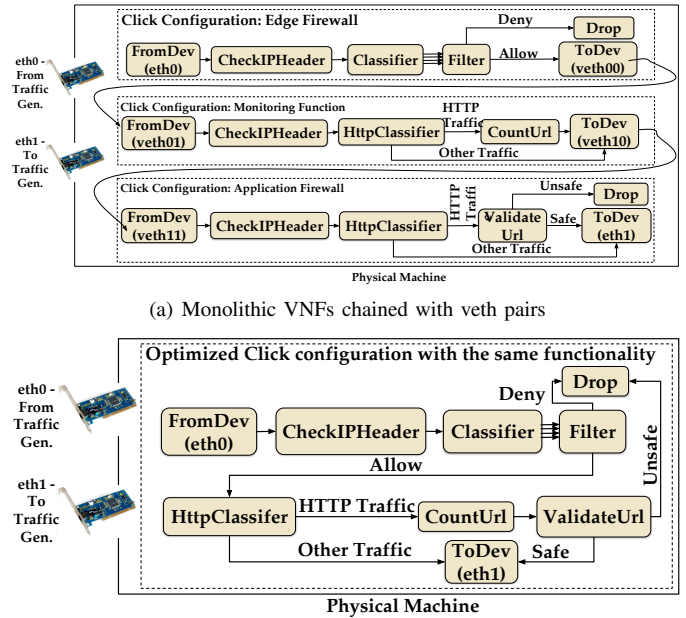 Click Configuration: Edge Firewall
Deny
Drop
eth0 -
From
Traffic
Gen.
FromDev
(eth0)
CheckIPHeader
Classifier
Filter
Allow
ToDev
(veth00)
Click Configuration: Monitoring Function
HTTP
Traffic
eth1 -
To
Traffic
Gen.
FromDev
(veth01)
CheckIPHeader
HttpClassifier
CountUrl
ToDev
(veth10)
Other Traffic
Click Configuration: Application Firewall
HTTP
Traffi
Unsafe
Drop
FromDev
(veth11)
CheckIPHeader
HttpClassifier
Validate
Url
Safe
ToDev
(eth1)
Other Traffic
Physical Machine
(a) Monolithic VNFs chained with veth pairs
Optimized Click configuration with the same functionality
eth0 -
From
Traffic
Gen.
Deny
Drop
FromDev
(eth0)
CheckIPHeader
Classifier
Filter
Unsafe
Allow
eth1 -
To
Traffic
Gen.
HttpClassifer
HTTP Traffic
CountUrl
ValidateUrl
Other Traffic
ToDev
(eth1)
Safe
Physical Machine